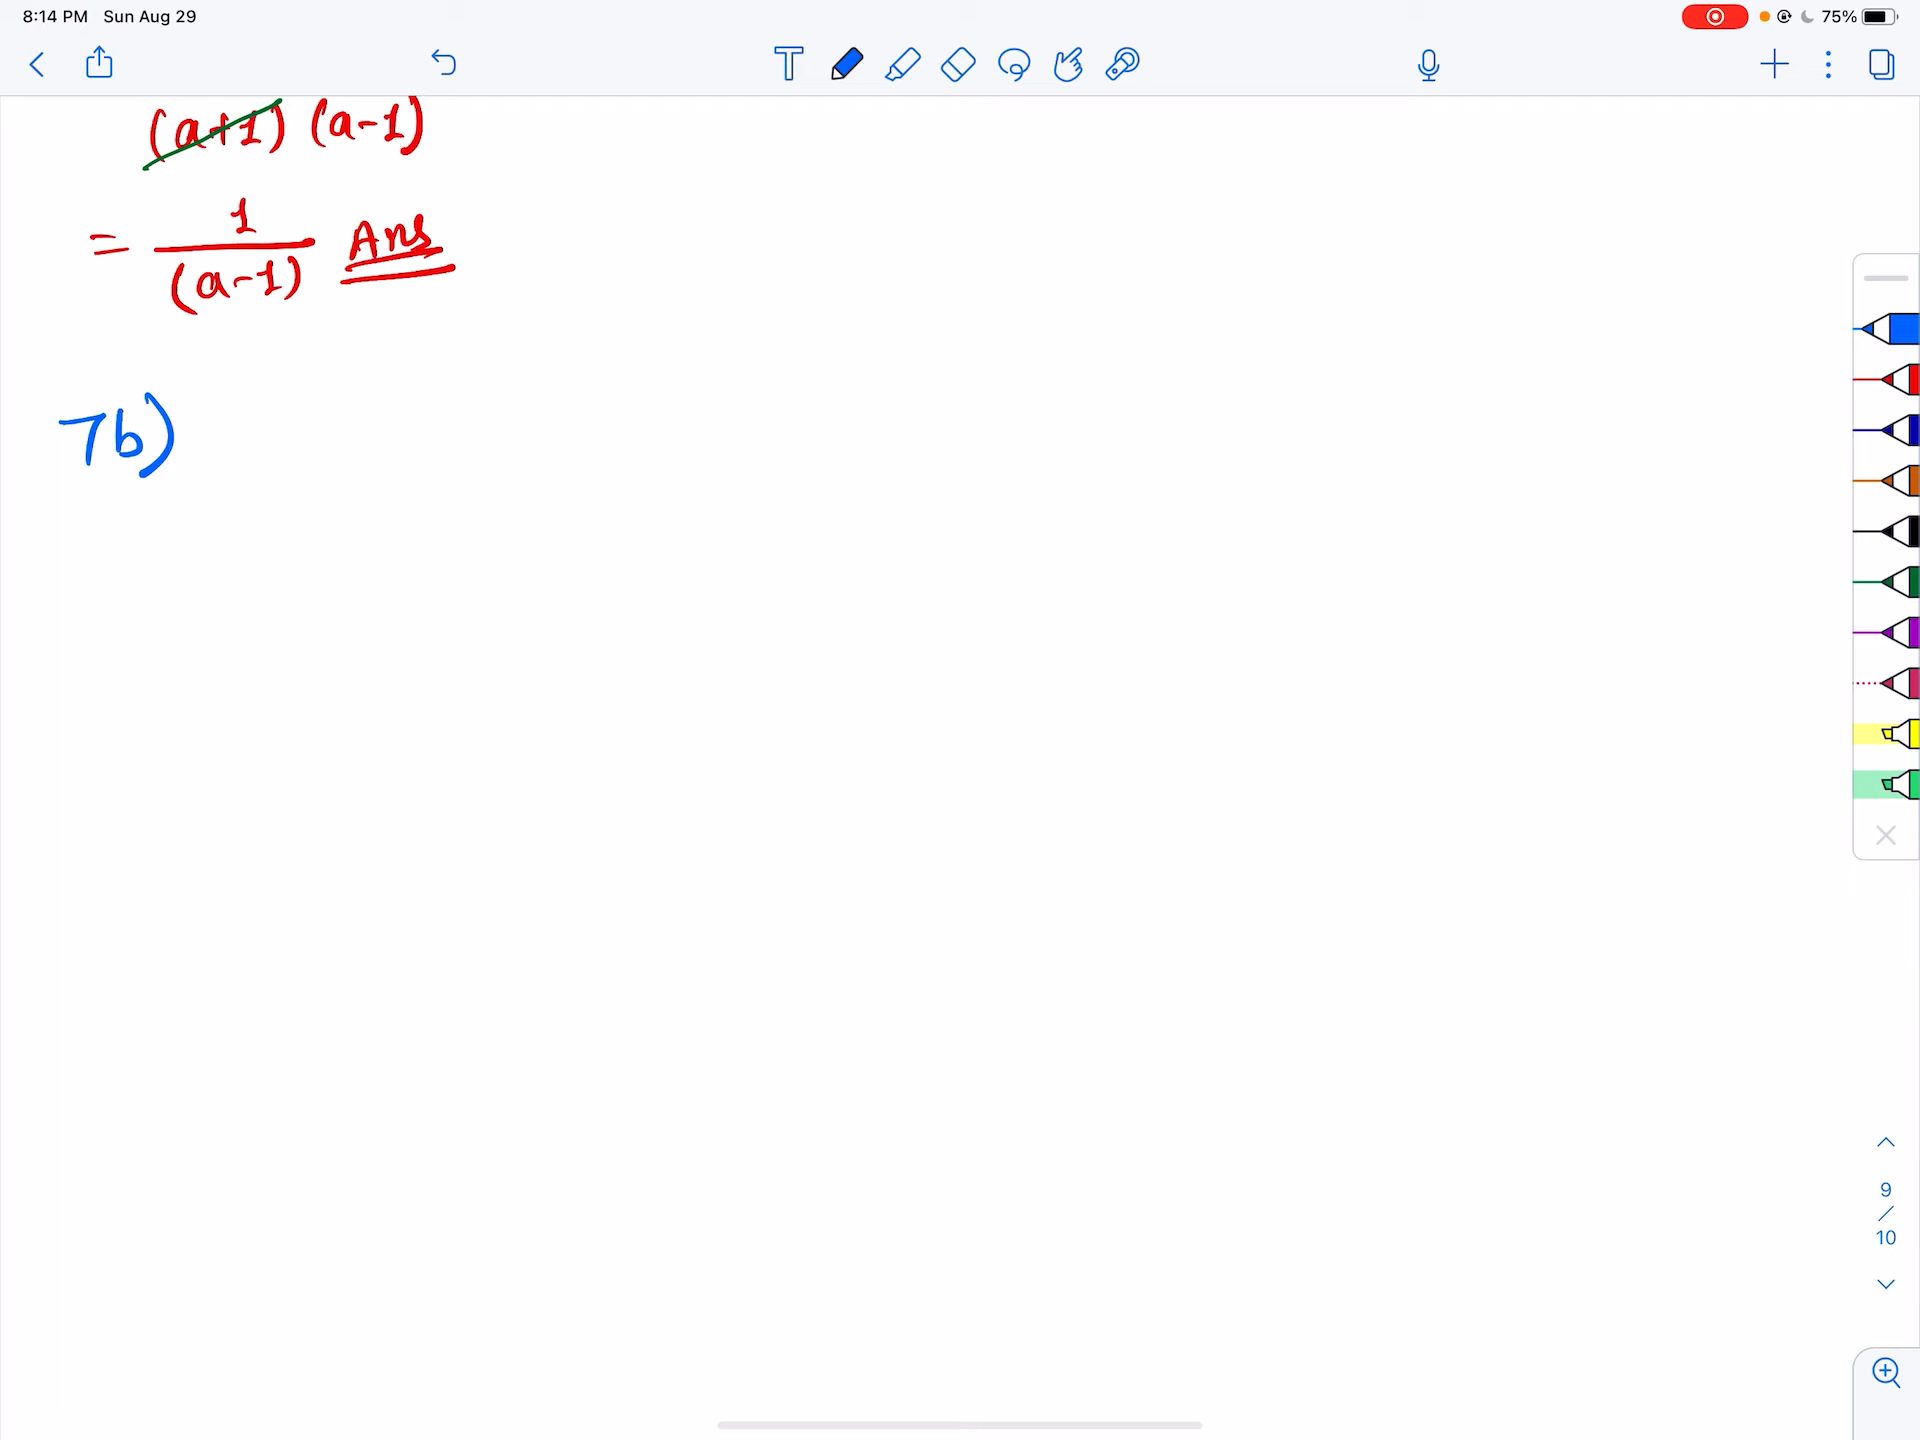 8:14 PM Sun Aug 29
75%
T
(a+1) (a-1)
= 1
(a-1)
Ans
7b)
9
/
10